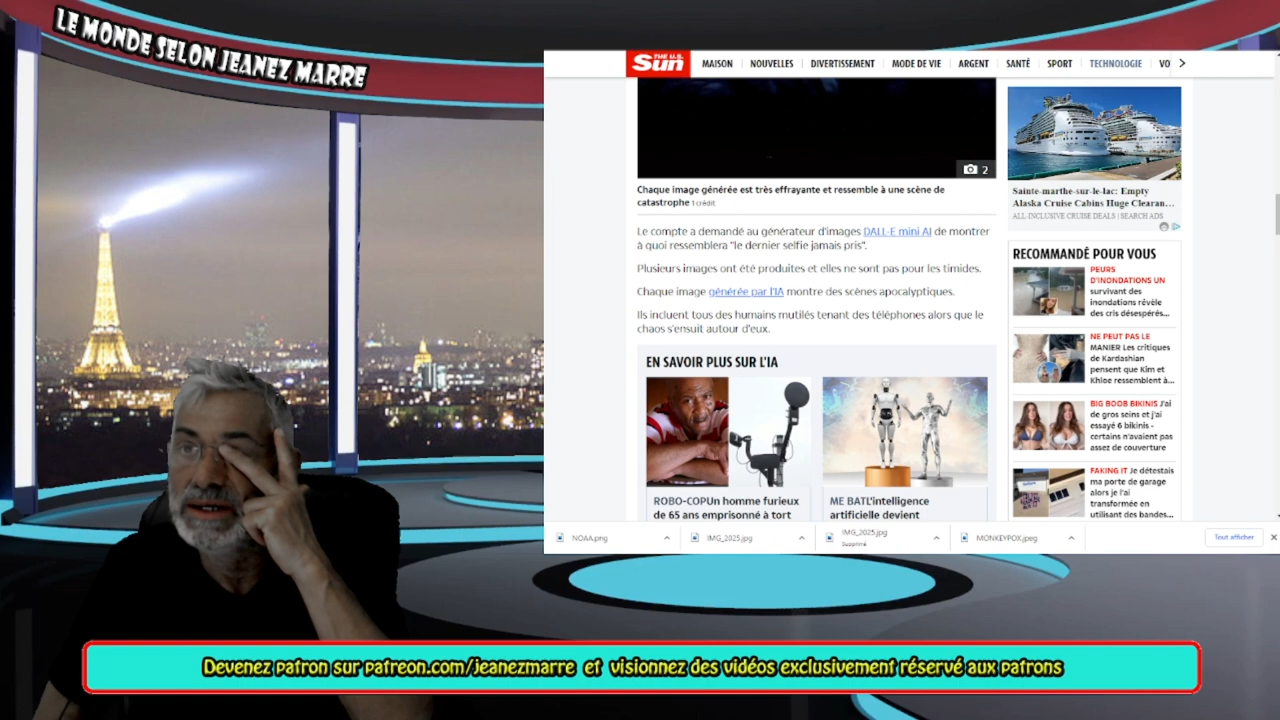 LE MONDE SELON JEANEZ MARRE
THE U.S.
Sun
MAISON
NOUVELLES
DIVERTISSEMENT
MODE DE VIE
ARGENT
SANTÉ
SPORT
TECHNOLOGIE
VO
2
Chaque image générée est très effrayante et ressemble à une scène de
catastrophe 1 crédit
Le compte a demandé au générateur d'images DALL-E mini AI de montrer
à quoi ressemblera "le dernier selfie jamais pris".
Plusieurs images ont été produites et elles ne sont pas pour les timides.
Chaque image générée par l'IA montre des scènes apocalyptiques.
Ils incluent tous des humains mutilés tenant des téléphones alors que le
chaos s'ensuit autour d'eux.
EN SAVOIR PLUS SUR L'IA
ROBO-COPUn homme furieux
de 65 ans emprisonné à tort
ME BATL'intelligence
artificielle devient
Sainte-marthe-sur-le-lac: Empty
Alaska Cruise Cabins Huge Clearan...
ALL-INCLUSIVE CRUISE DEALS | SEARCH ADS
RECOMMANDÉ POUR VOUS
PEURS
D'INONDATIONS UN
survivant des
inondations révèle
des cris désespérés...
NE PEUT PAS LE
MANIER Les critiques
de Kardashian
pensent que Kim et
Khloe ressemblent à...
BIG BOOB BIKINIS J'ai
de gros seins et j'ai
essayé 6 bikinis -
certains n'avaient pas
assez de couverture
FAKING IT Je détestais
ma porte de garage
alors je l'ai
transformée en
utilisant des bandes...
NOAA.png
IMG_2025.jpg
IMG_2025.jpg
Supprimé
MONKEYPOX.jpeg
Tout afficher
Devenez patron sur patreon.com/jeanezmarre et visionnez des vidéos exclusivement réservé aux patrons